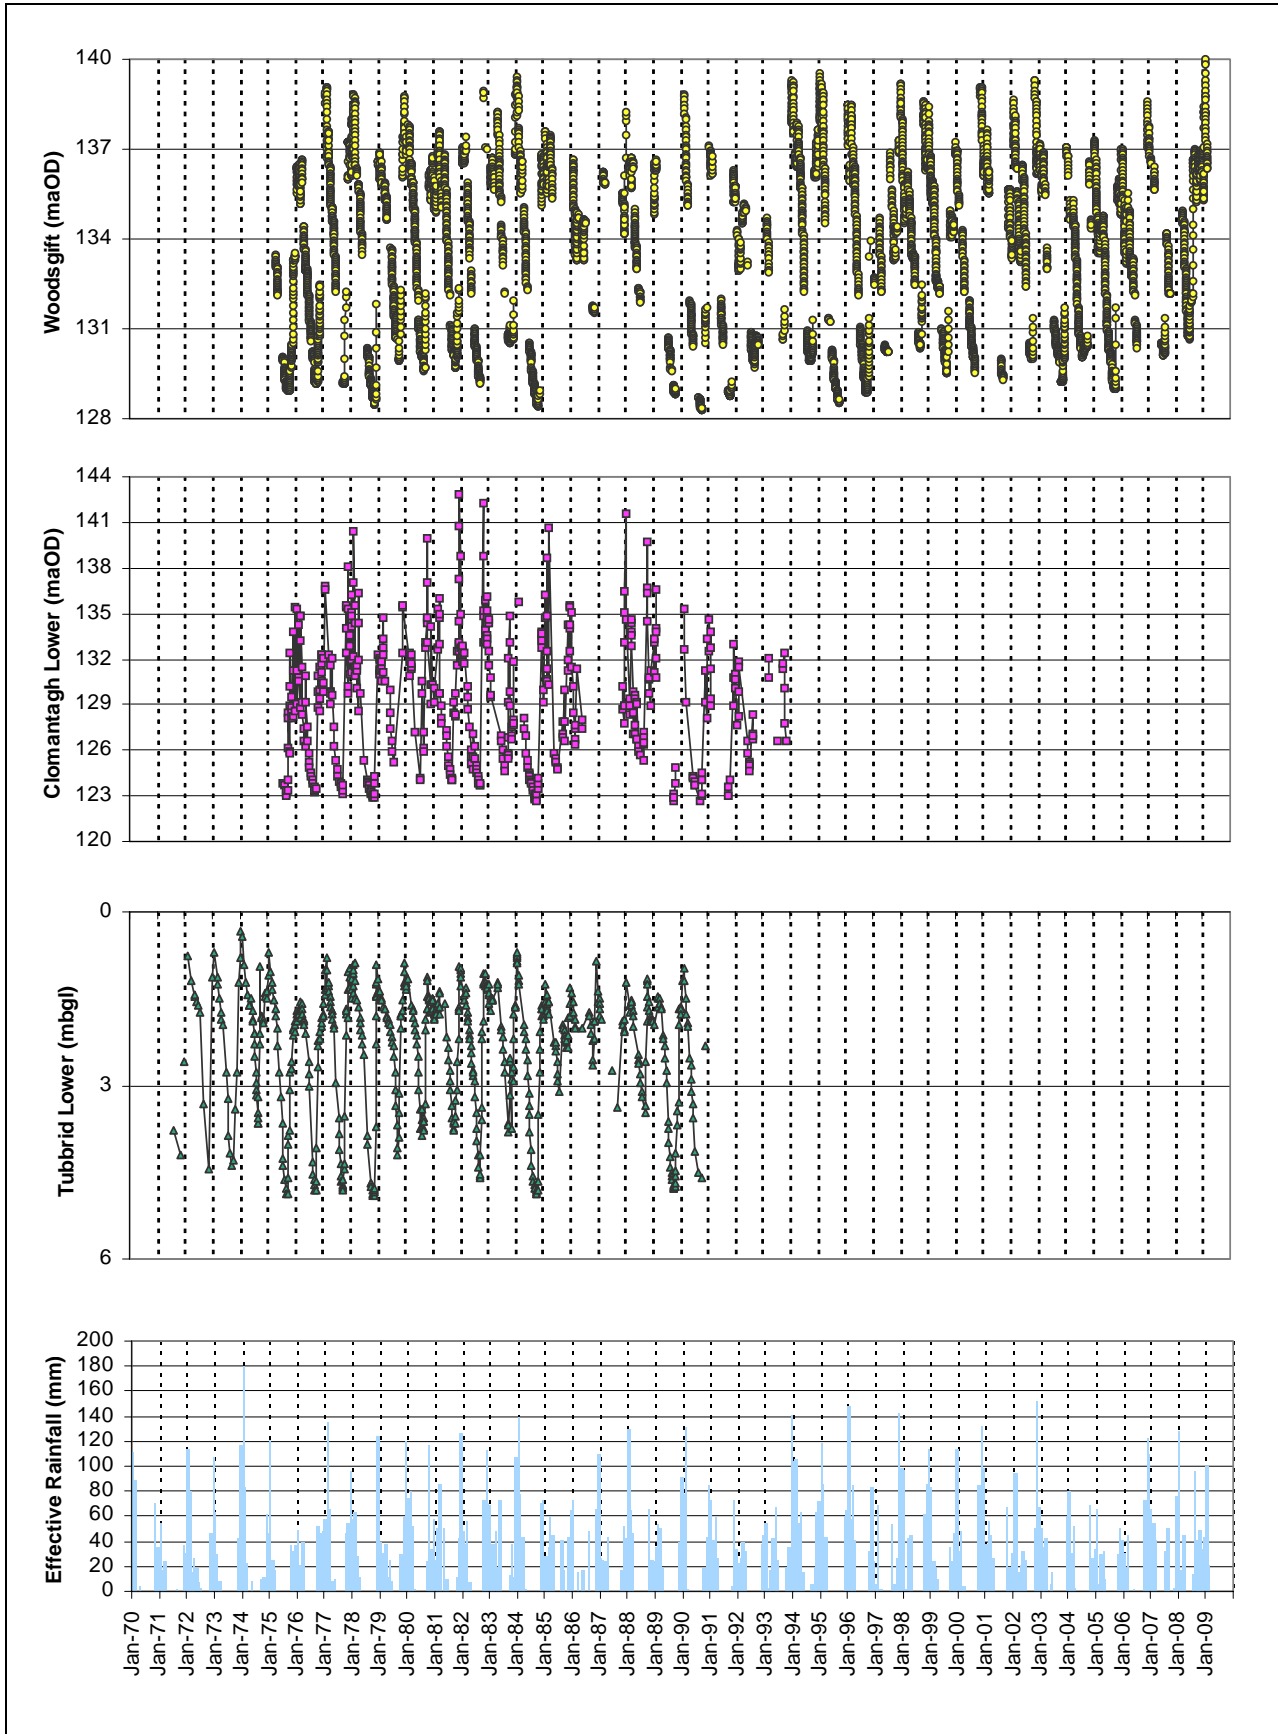 Woodsgift (maOD)
140
137
134
131
128
Clomantagh Lower (maOD)
144
141
138
135
132
129
126
123
120
Tubbrid Lower (mbgl)
0
3
6
Effective Rainfall (mm)
200
180
160
140
120
100
80
60
40
20
0
Jan-70
Jan-71
Jan-72
Jan-73
Jan-74
Jan-75
Jan-76
Jan-77
Jan-78
Jan-79
Jan-80
Jan-81
Jan-82
Jan-83
Jan-84
Jan-85
Jan-86
Jan-87
Jan-88
Jan-89
Jan-90
Jan-91
Jan-92
Jan-93
Jan-94
Jan-95
Jan-96
Jan-97
Jan-98
Jan-99
Jan-00
Jan-01
Jan-02
Jan-03
Jan-04
Jan-05
Jan-06
Jan-07
Jan-08
Jan-09